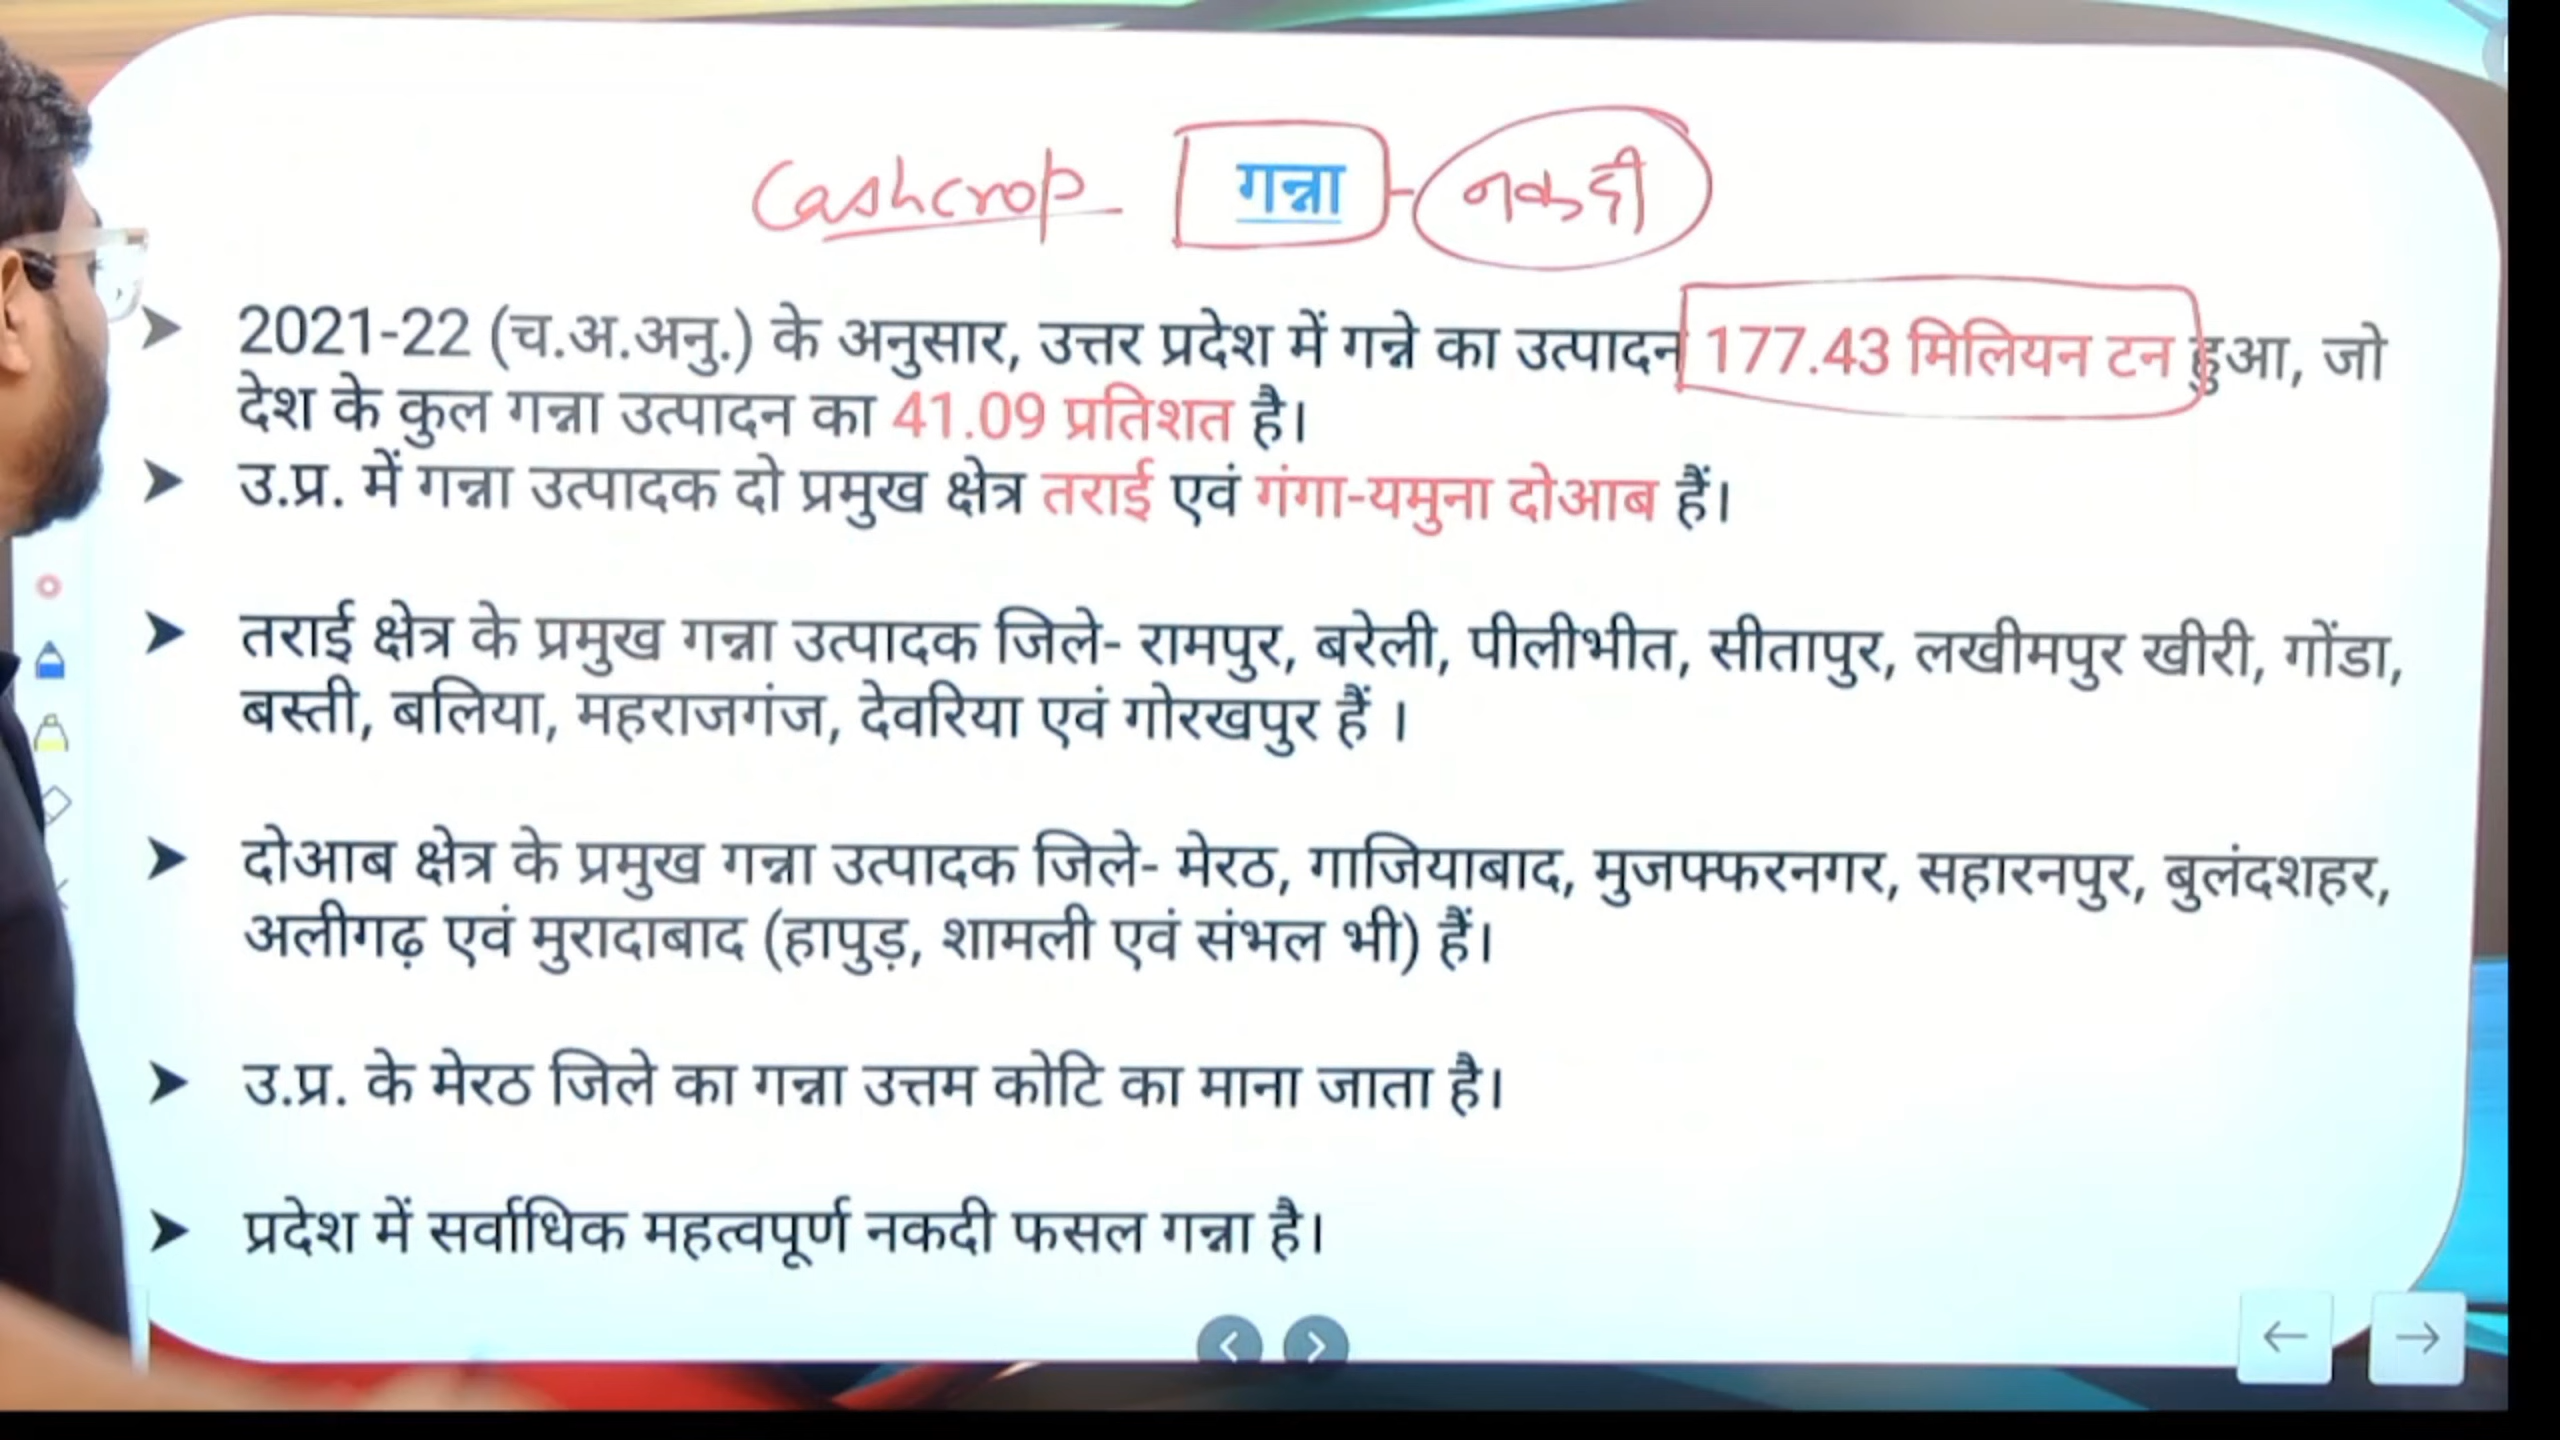 Cashcrop गन्ना - नकदी
➤ 2021-22 (च.अ.अनु.) के अनुसार, उत्तर प्रदेश में गन्ने का उत्पादन 177.43 मिलियन टन हुआ, जो
देश के कुल गन्ना उत्पादन का 41.09 प्रतिशत है।
➤ उ.प्र. में गन्ना उत्पादक दो प्रमुख क्षेत्र तराई एवं गंगा-यमुना दोआब हैं।
➤ तराई क्षेत्र के प्रमुख गन्ना उत्पादक जिले- रामपुर, बरेली, पीलीभीत, सीतापुर, लखीमपुर खीरी, गोंडा,
बस्ती, बलिया, महराजगंज, देवरिया एवं गोरखपुर हैं ।
➤ दोआब क्षेत्र के प्रमुख गन्ना उत्पादक जिले- मेरठ, गाजियाबाद, मुजफ्फरनगर, सहारनपुर, बुलंदशहर,
अलीगढ़ एवं मुरादाबाद (हापुड़, शामली एवं संभल भी) हैं।
➤ उ.प्र. के मेरठ जिले का गन्ना उत्तम कोटि का माना जाता है।
➤ प्रदेश में सर्वाधिक महत्वपूर्ण नकदी फसल गन्ना है।